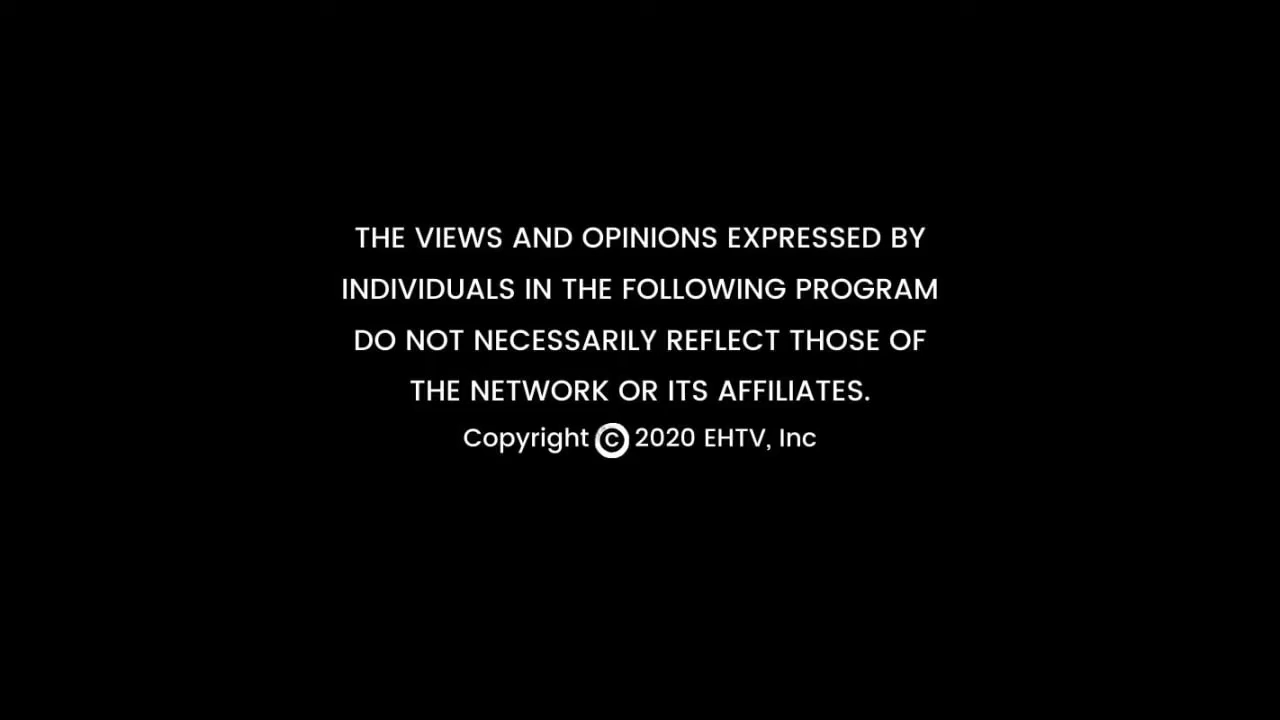 THE VIEWS AND OPINIONS EXPRESSED BY
INDIVIDUALS IN THE FOLLOWING PROGRAM
DO NOT NECESSARILY REFLECT THOSE OF
THE NETWORK OR ITS AFFILIATES.
Copyright © 2020 EHTV, Inc